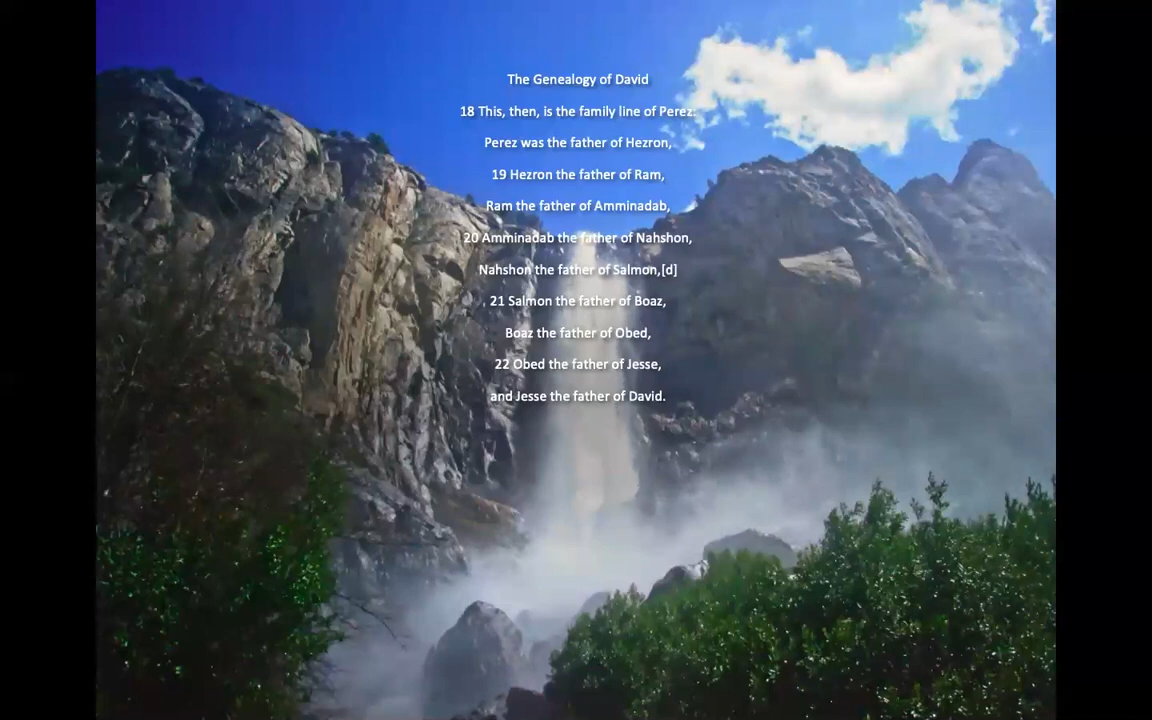 The Genealogy of David
18 This, then, is the family line of Perez:
Perez was the father of Hezron,
19 Hezron the father of Ram,
Ram the father of Amminadab,
20 Amminadab the father of Nahshon,
Nahshon the father of Salmon,[d]
21 Salmon the father of Boaz,
Boaz the father of Obed,
22 Obed the father of Jesse,
and Jesse the father of David.